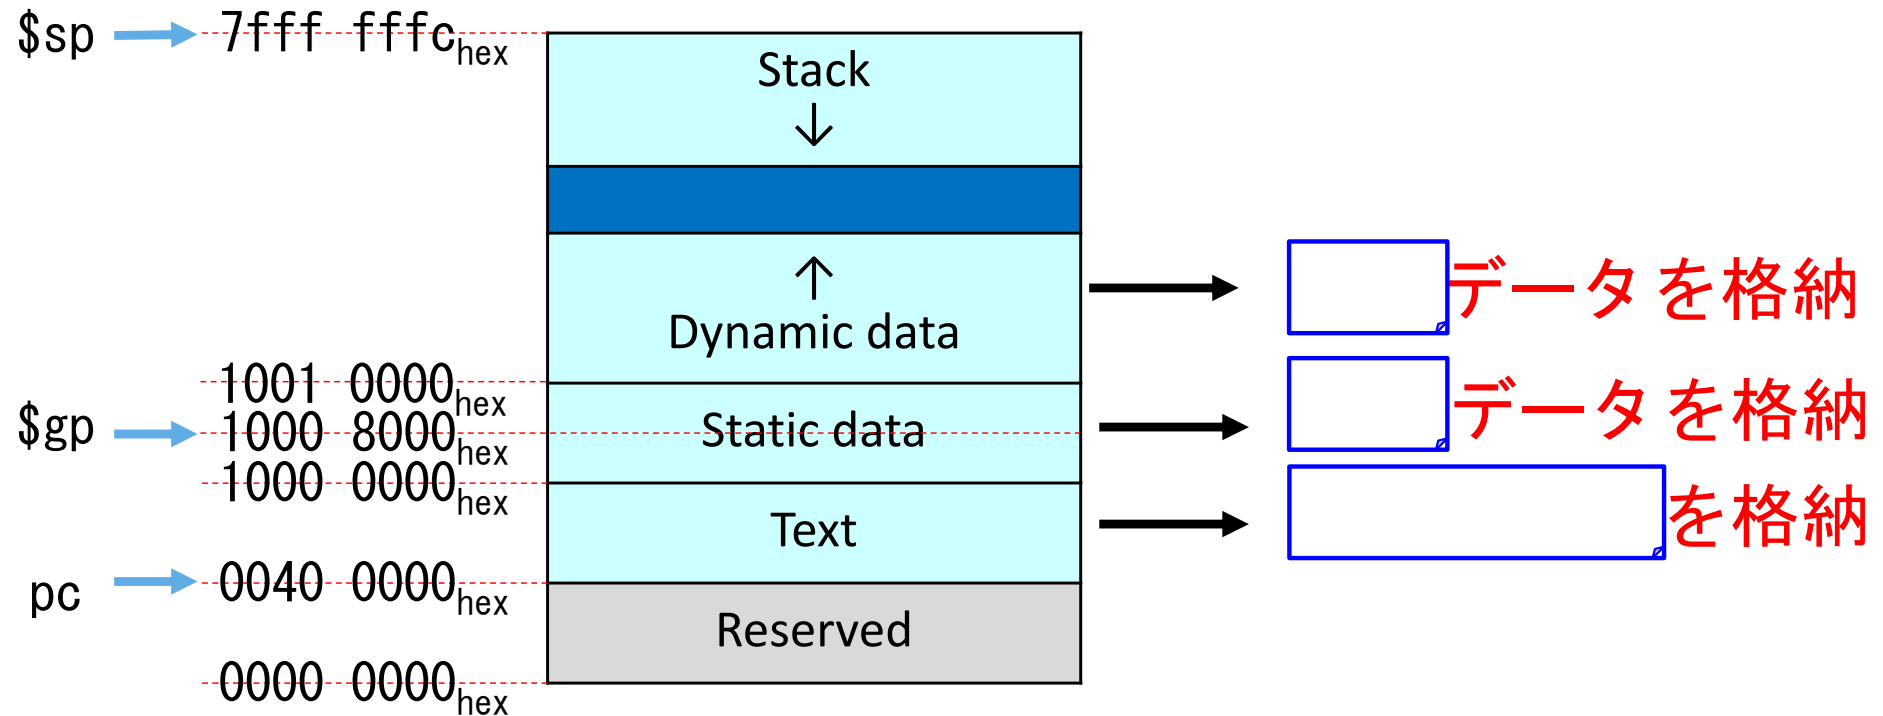 $sp 7fff fffchex
Stack
↓
↑
データを格納
Dynamic data
1001 0000hex
$gp 1000 8000hex Static data データを格納
1000 0000hex
Text を格納
pc 0040 0000hex
Reserved
0000 0000hex